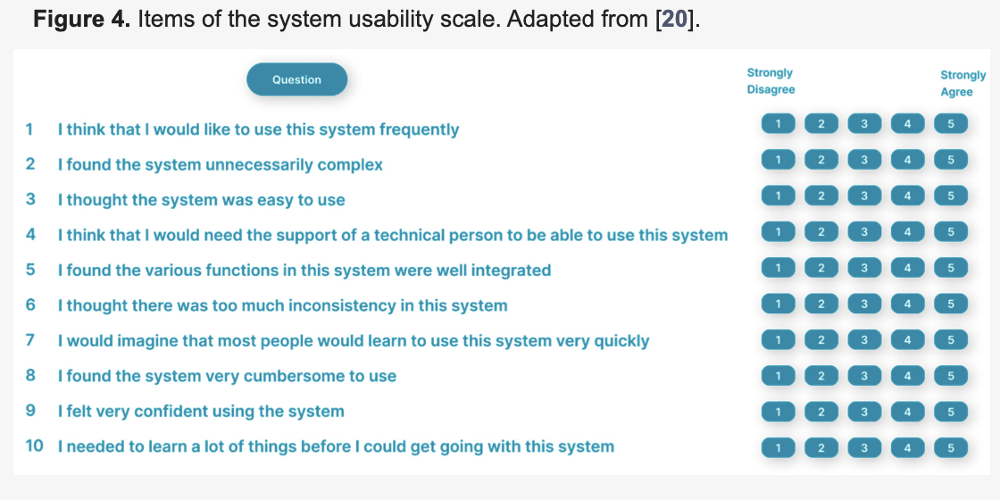 Figure 4. Items of the system usability scale. Adapted from [20].
Question
Strongly
Disagree
Strongly
Agree
1 I think that I would like to use this system frequently 1 2 3 4 5
2 I found the system unnecessarily complex 1 2 3 4 5
3 I thought the system was easy to use 1 2 3 4 5
4 I think that I would need the support of a technical person to be able to use this system 1 2 3 4 5
5 I found the various functions in this system were well integrated 1 2 3 4 5
6 I thought there was too much inconsistency in this system 1 2 3 4 5
7 I would imagine that most people would learn to use this system very quickly 1 2 3 4 5
8 I found the system very cumbersome to use 1 2 3 4 5
9 I felt very confident using the system 1 2 3 4 5
10 I needed to learn a lot of things before I could get going with this system 1 2 3 4 5